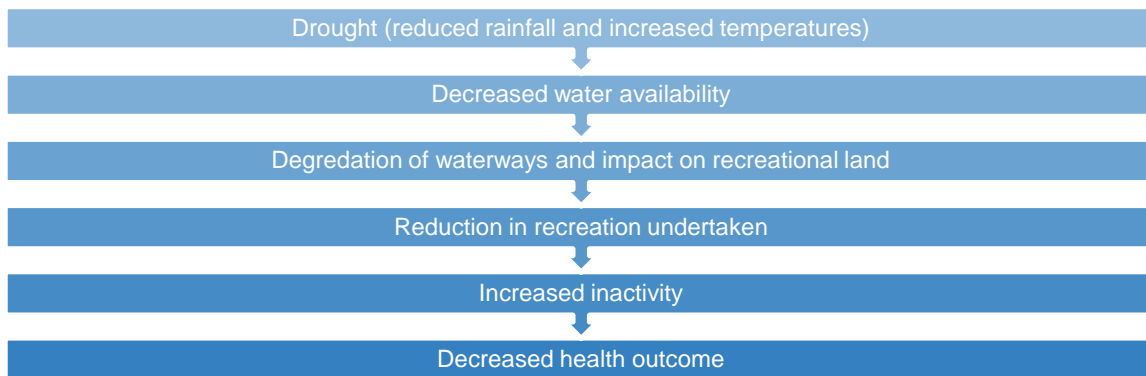 Drought (reduced rainfall and increased temperatures)
Decreased water availability
Degredation of waterways and impact on recreational land
Reduction in recreation undertaken
Increased inactivity
Decreased health outcome